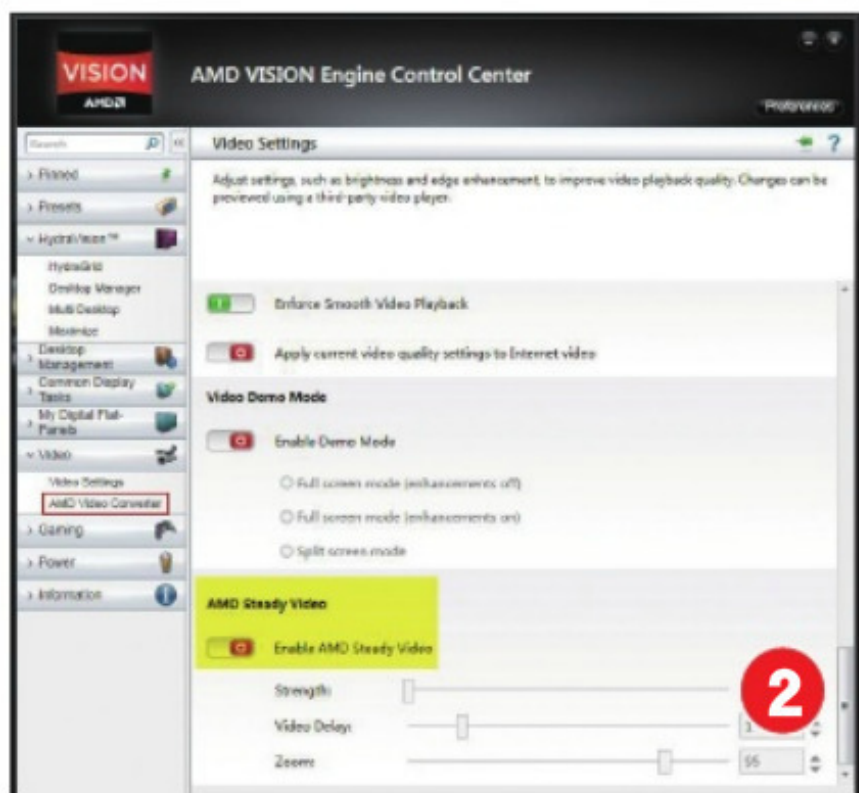 VISION
AMD
AMD VISION Engine Control Center
Preferences
Search
Video Settings
?
Adjust settings, such as brightness and edge enhancement, to improve video playback quality. Changes can be
previewed using a third-party video player.
Pinned
Presets
HydraVision™
HydraGrid
Desktop Manager
Multi Desktop
Maximize
Desktop
Management
Common Display
Tasks
My Digital Flat-
Panels
Video
Video Settings
AMD Video Converter
Gaming
Power
Information
Enforce Smooth Video Playback
Apply current video quality settings to Internet video
Video Demo Mode
Enable Demo Mode
Full screen mode (enhancements off)
Full screen mode (enhancements on)
Split screen mode
AMD Steady Video
Enable AMD Steady Video
Strength:
Video Delay: 1
Zoom: 95
2